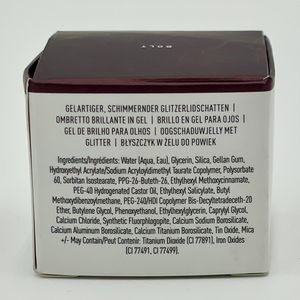 BOLT
GELARTIGER, SCHIMMERNDER GLITZERLIDSCHATTEN |
OMBRETTO BRILLANTE IN GEL | BRILLO EN GEL PARA OJOS |
GEL DE BRILHO PARA OLHOS | OOGSCHADUWJELLY MET
GLITTER | BŁYSZCZYK W ŻELU DO POWIEK
Ingredients/Ingrédients: Water (Aqua, Eau), Glycerin, Silica, Gellan Gum,
Hydroxyethyl Acrylate/Sodium Acryloyldimethyl Taurate Copolymer, Polysorbate
60, Sorbitan Isostearate, PPG-26-Buteth-26, Ethylhexyl Methoxycinnamate,
PEG-40 Hydrogenated Castor Oil, Ethylhexyl Salicylate, Butyl
Methoxydibenzoylmethane, PEG-240/HDI Copolymer Bis-Decyltetradeceth-20
Ether, Butylene Glycol, Phenoxyethanol, Ethylhexylglycerin, Caprylyl Glycol,
Calcium Chloride, Synthetic Fluorphlogopite, Calcium Sodium Borosilicate,
Calcium Aluminum Borosilicate, Calcium Titanium Borosilicate, Tin Oxide, Mica
+/- May Contain/Peut Contenir: Titanium Dioxide (CI 77891), Iron Oxides
(CI 77491, CI 77499).